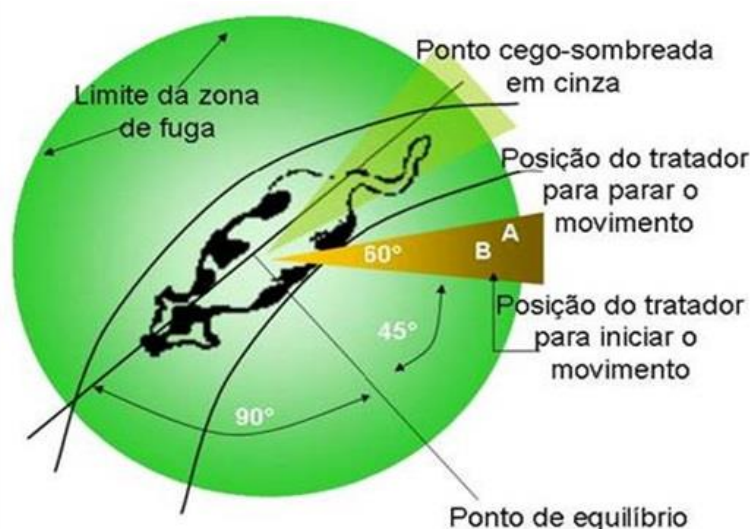 Ponto cego-sombreada
em cinza
Limite da zona
de fuga
Posição do tratador
para parar o
movimento
A
B
60°
Posição do tratador
para iniciar o
movimento
45°
90°
Ponto de equilíbrio